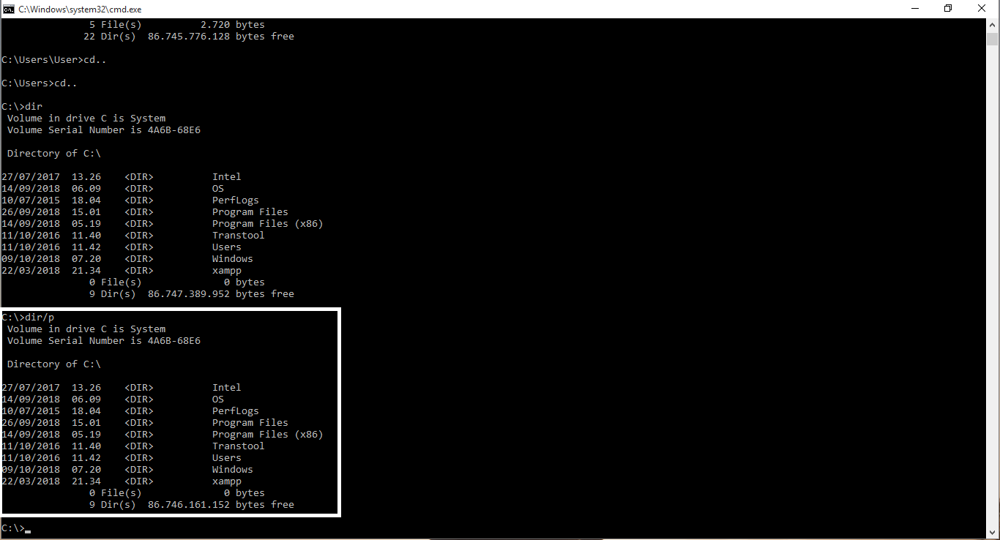 C:\Windows\system32\cmd.exe
5 File(s) 2.720 bytes
22 Dir(s) 86.745.776.128 bytes free
C:\Users\User>cd..
C:\Users>cd..
C:\>dir
Volume in drive C is System
Volume Serial Number is 4A6B-68E6
Directory of C:\
27/07/2017 13.26 <DIR> Intel
14/09/2018 06.09 <DIR> OS
10/07/2015 18.04 <DIR> PerfLogs
26/09/2018 15.01 <DIR> Program Files
14/09/2018 05.19 <DIR> Program Files (x86)
11/10/2016 11.40 <DIR> Transtool
11/10/2016 11.42 <DIR> Users
09/10/2018 07.20 <DIR> Windows
22/03/2018 21.34 <DIR> xampp
0 File(s) 0 bytes
9 Dir(s) 86.747.389.952 bytes free
C:\>dir/p
Volume in drive C is System
Volume Serial Number is 4A6B-68E6
Directory of C:\
27/07/2017 13.26 <DIR> Intel
14/09/2018 06.09 <DIR> OS
10/07/2015 18.04 <DIR> PerfLogs
26/09/2018 15.01 <DIR> Program Files
14/09/2018 05.19 <DIR> Program Files (x86)
11/10/2016 11.40 <DIR> Transtool
11/10/2016 11.42 <DIR> Users
09/10/2018 07.20 <DIR> Windows
22/03/2018 21.34 <DIR> xampp
0 File(s) 0 bytes
9 Dir(s) 86.746.161.152 bytes free
C:\>